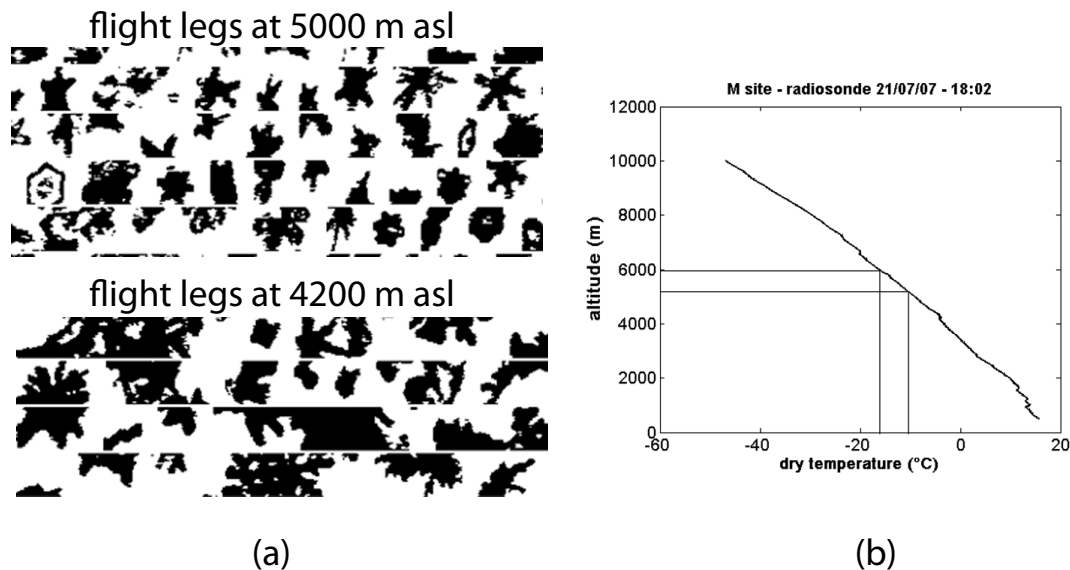 flight legs at 5000 m asl
flight legs at 4200 m asl
(a)
M site - radiosonde 21/07/07 - 18:02
12000
10000
8000
6000
4000
2000
0
altitude (m)
-60 -40 -20 0 20
dry temperature (°C)
(b)